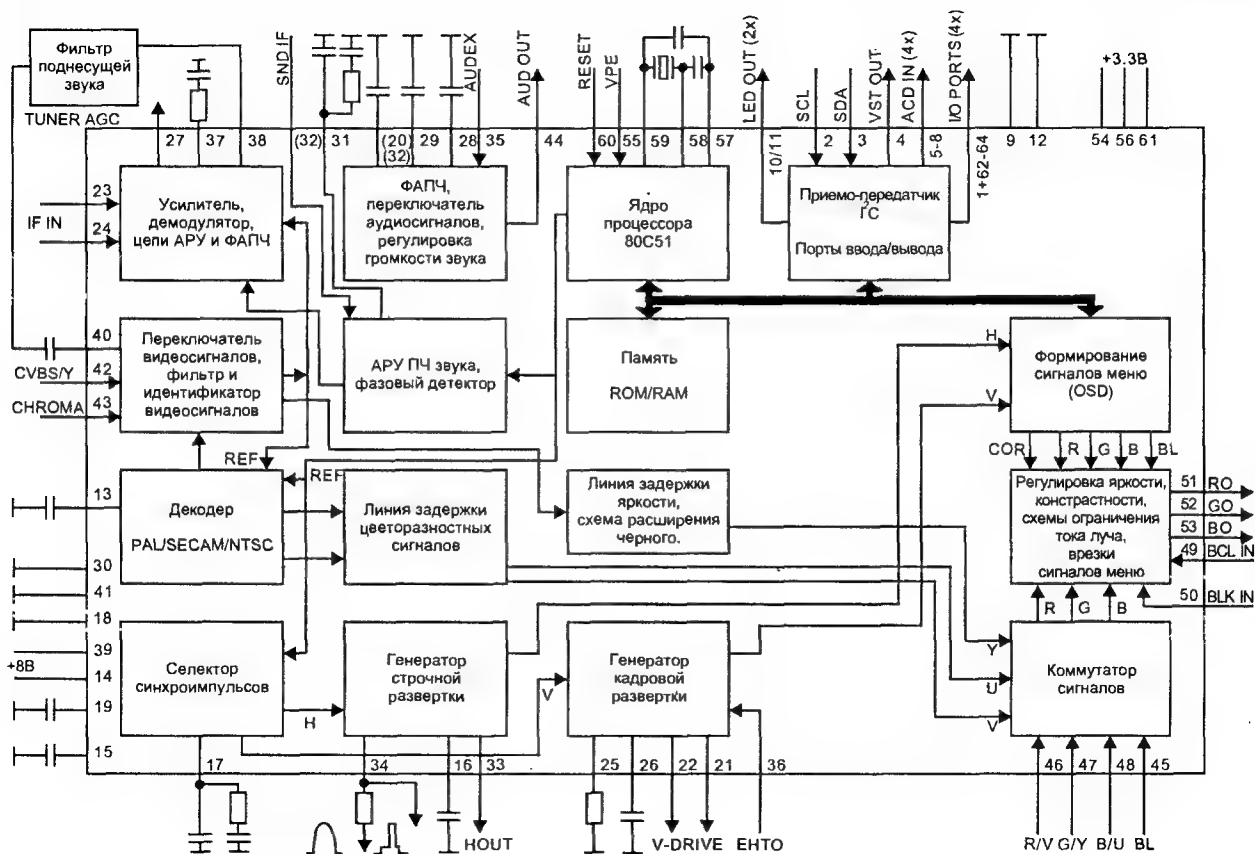 Фильтр
поднесущей
звука
TUNER AGC
SND IF
AUDEX
AUD OUT
RESET
VPE
LED OUT (2x)
SCL
SDA
VST OUT
ACD IN (4x)
I/O PORTS (4x)
+3.3В
27 37 38 (32) 31 (20) (32) 29 28 35 44 60 55 59 58 57 10/11 2 3 4 5-8 1+62-64 9 12 54 56 61
23
IF IN
24
Усилитель,
демодулятор,
цепи АРУ и ФАПЧ
ФАПЧ,
переключатель
аудиосигналов,
регулировка
громкости звука
Ядро
процессора
80C51
Приемо-передатчик
I²C
Порты ввода/вывода
40
CVBS/Y 42
CHROMA 43
Переключатель
видеосигналов,
фильтр и
идентификатор
видеосигналов
АРУ ПЧ звука,
фазовый детектор
Память
ROM/RAM
H
V
Формирование
сигналов меню
(OSD)
REF
REF
COR R G B BL
13
Декодер
PAL/SECAM/NTSC
Линия задержки
цветоразностных
сигналов
Линия задержки
яркости,
схема расширения
черного.
Регулировка яркости,
констрастности,
схемы ограничения
тока луча,
врезки
сигналов меню
51 RO
52 GO
53 BO
49 BCL IN
50 BLK IN
30
41
18
39
+8В
14
19
15
R G B
Селектор
синхроимпульсов
H
Генератор
строчной
развертки
V
Генератор
кадровой
развертки
Y
U
V
Коммутатор
сигналов
17 34 16 33 25 26 22 21 36 46 47 48 45
HOUT V-DRIVE EHTO R/V G/Y B/U BL